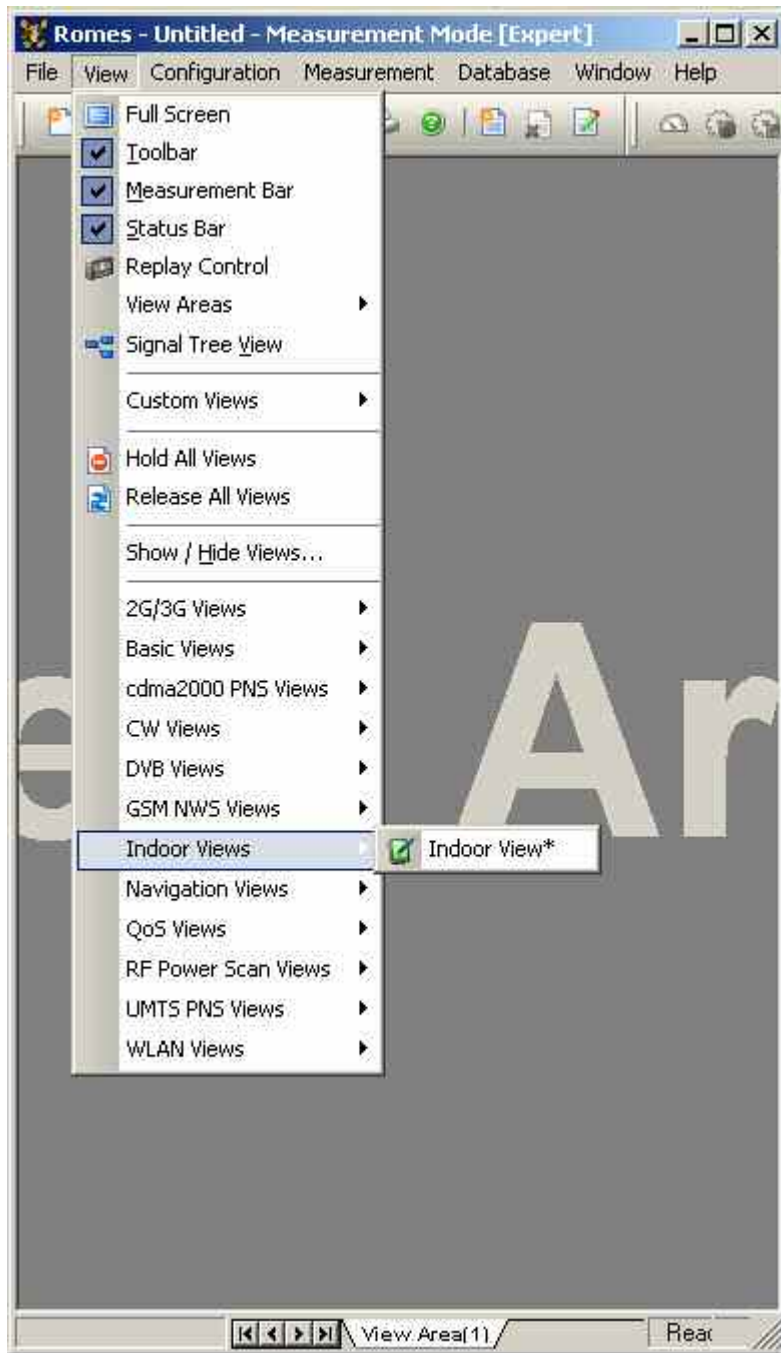 Romes - Untitled - Measurement Mode [Expert]
File View Configuration Measurement Database Window Help
Full Screen
Toolbar
Measurement Bar
Status Bar
Replay Control
View Areas
Signal Tree View
Custom Views
Hold All Views
Release All Views
Show / Hide Views...
2G/3G Views
Basic Views
cdma2000 PNS Views
CW Views
DVB Views
GSM NWS Views
Indoor Views
Indoor View*
Navigation Views
QoS Views
RF Power Scan Views
UMTS PNS Views
WLAN Views
e Ar
View Area(1)
Reac